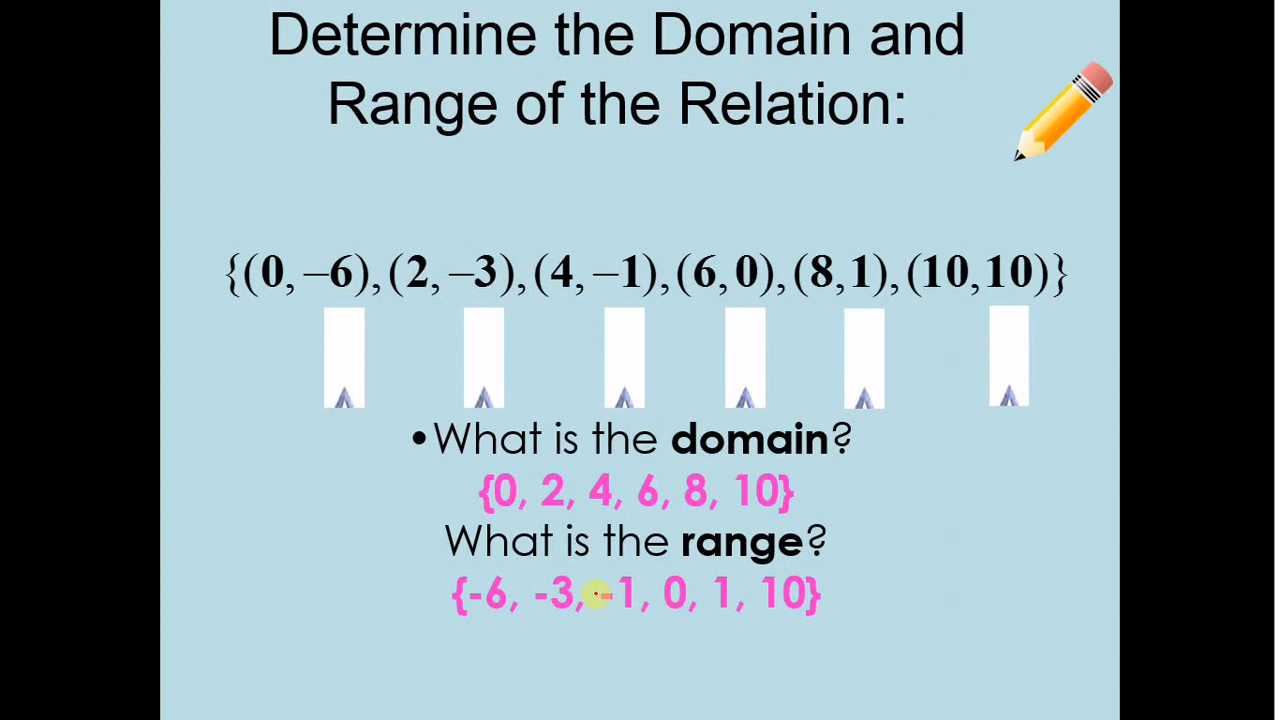 Determine the Domain and
Range of the Relation:
{(0, –6), (2, –3), (4, –1), (6, 0), (8, 1), (10, 10)}
•What is the domain?
{0, 2, 4, 6, 8, 10}
What is the range?
{-6, -3, -1, 0, 1, 10}